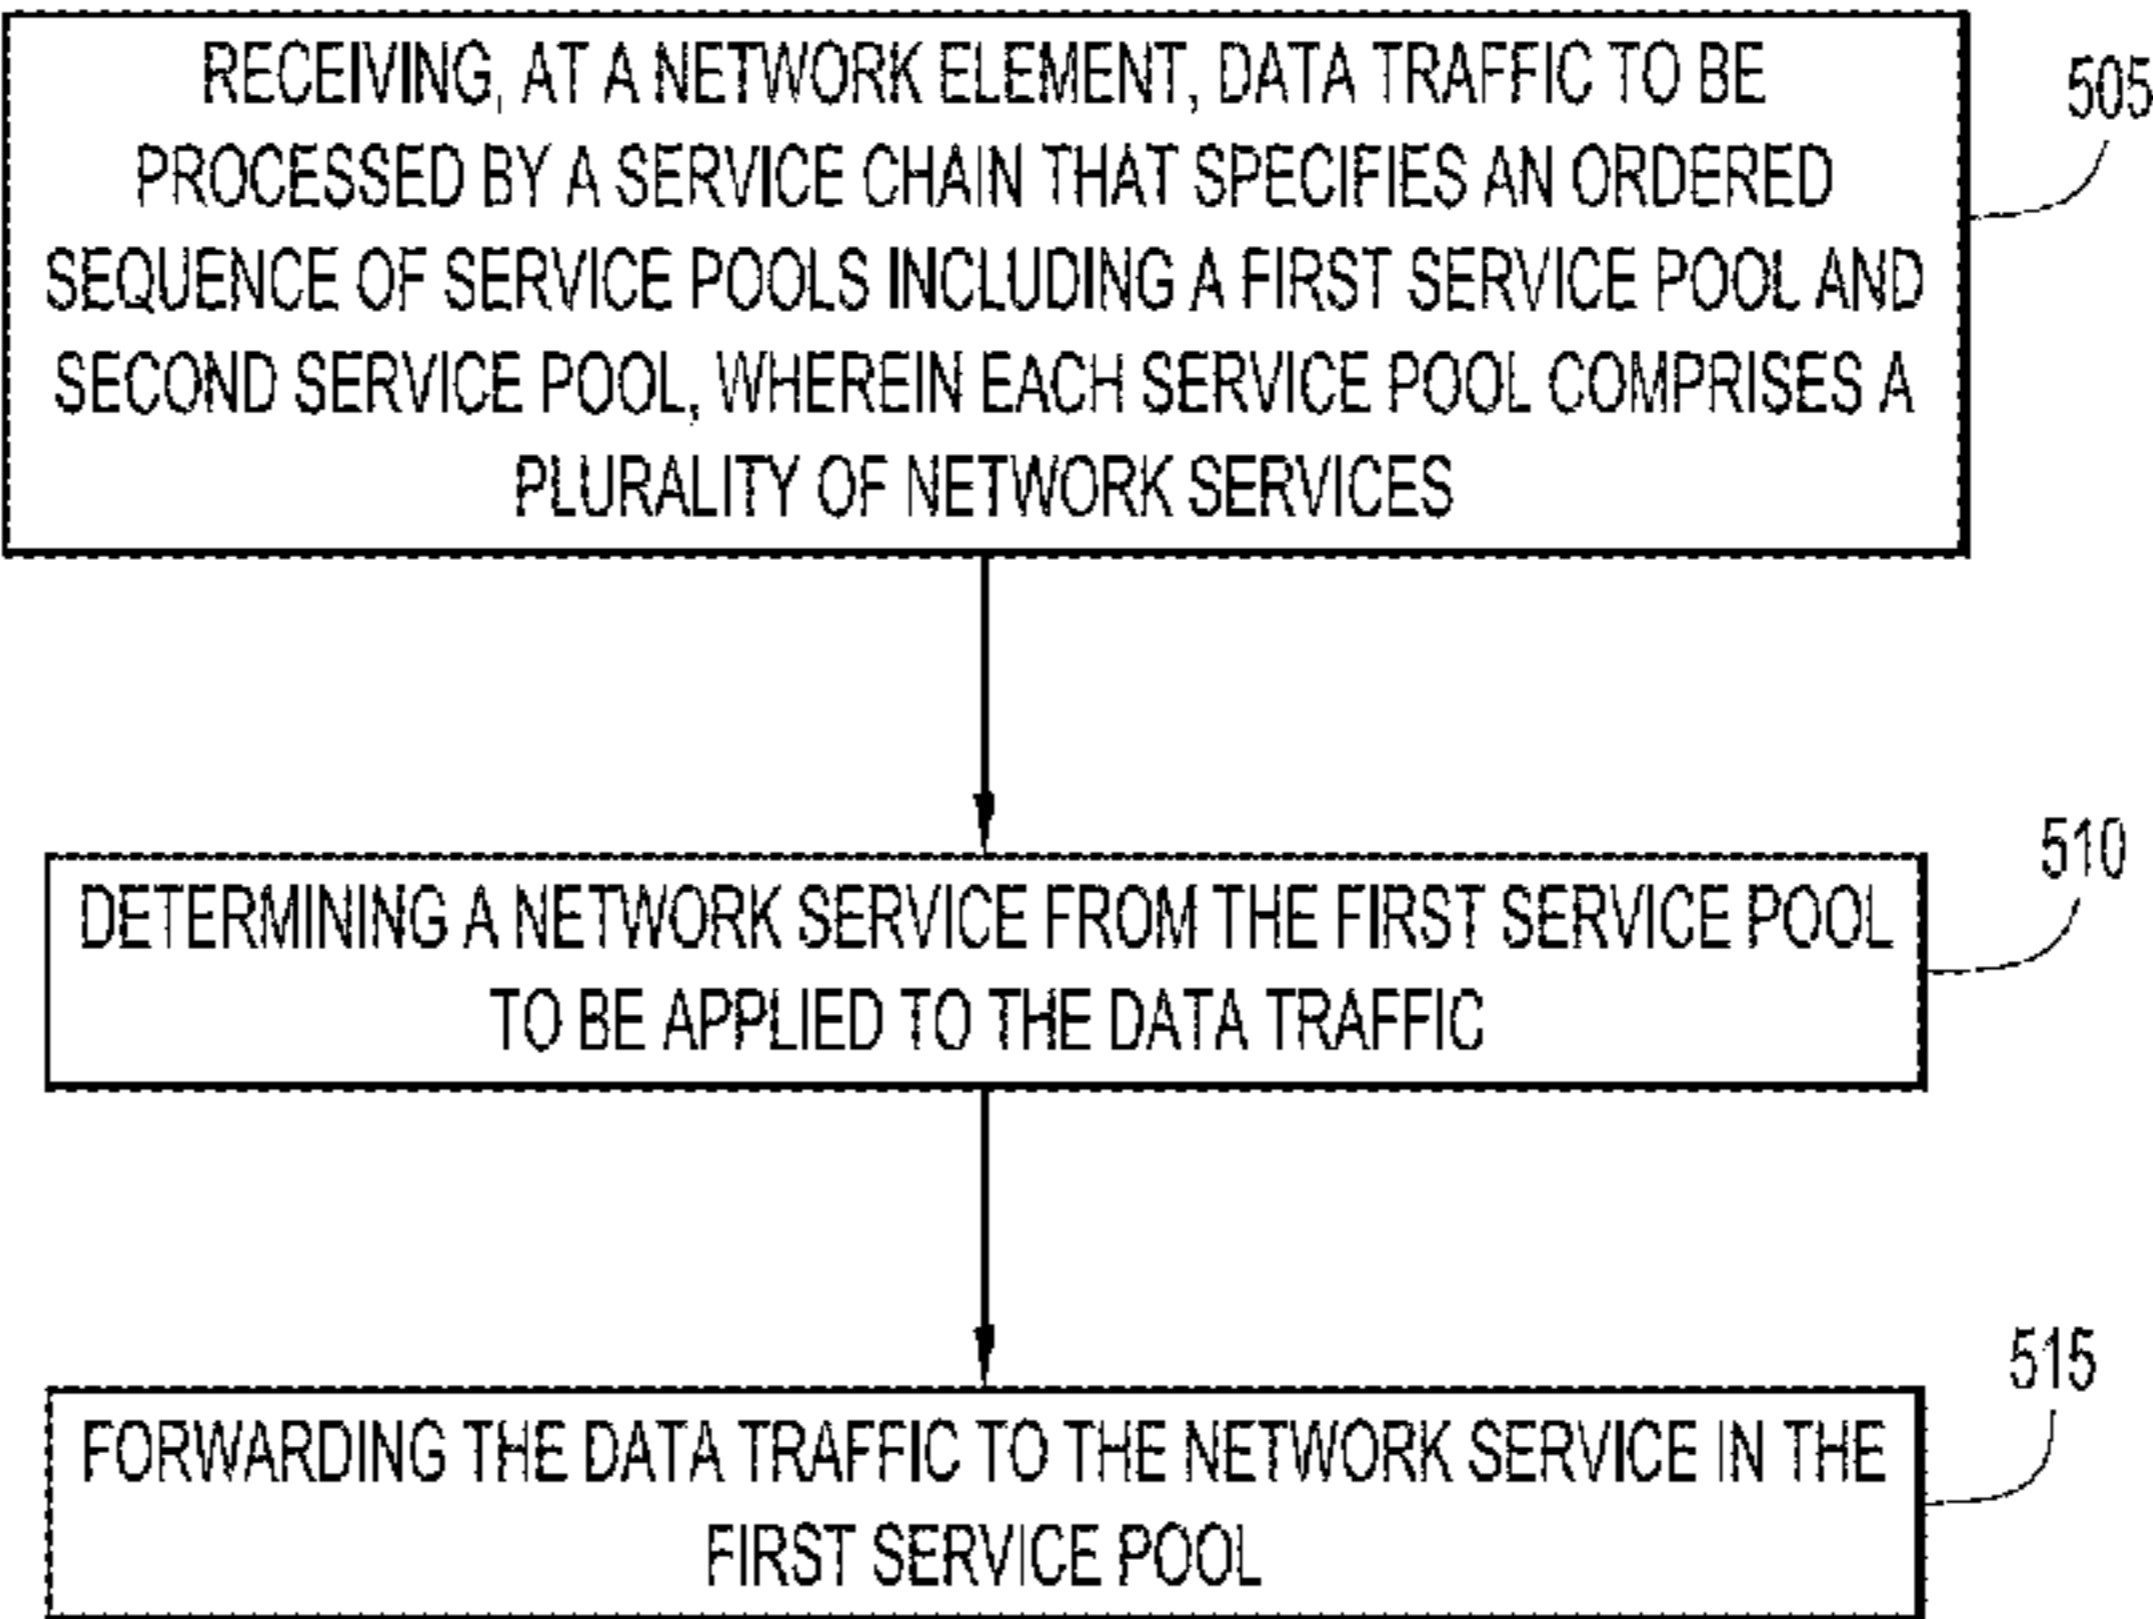 RECEIVING, AT A NETWORK ELEMENT, DATA TRAFFIC TO BE
PROCESSED BY A SERVICE CHAIN THAT SPECIFIES AN ORDERED
SEQUENCE OF SERVICE POOLS INCLUDING A FIRST SERVICE POOL AND
SECOND SERVICE POOL, WHEREIN EACH SERVICE POOL COMPRISES A
PLURALITY OF NETWORK SERVICES
505
DETERMINING A NETWORK SERVICE FROM THE FIRST SERVICE POOL
TO BE APPLIED TO THE DATA TRAFFIC
510
FORWARDING THE DATA TRAFFIC TO THE NETWORK SERVICE IN THE
FIRST SERVICE POOL
515